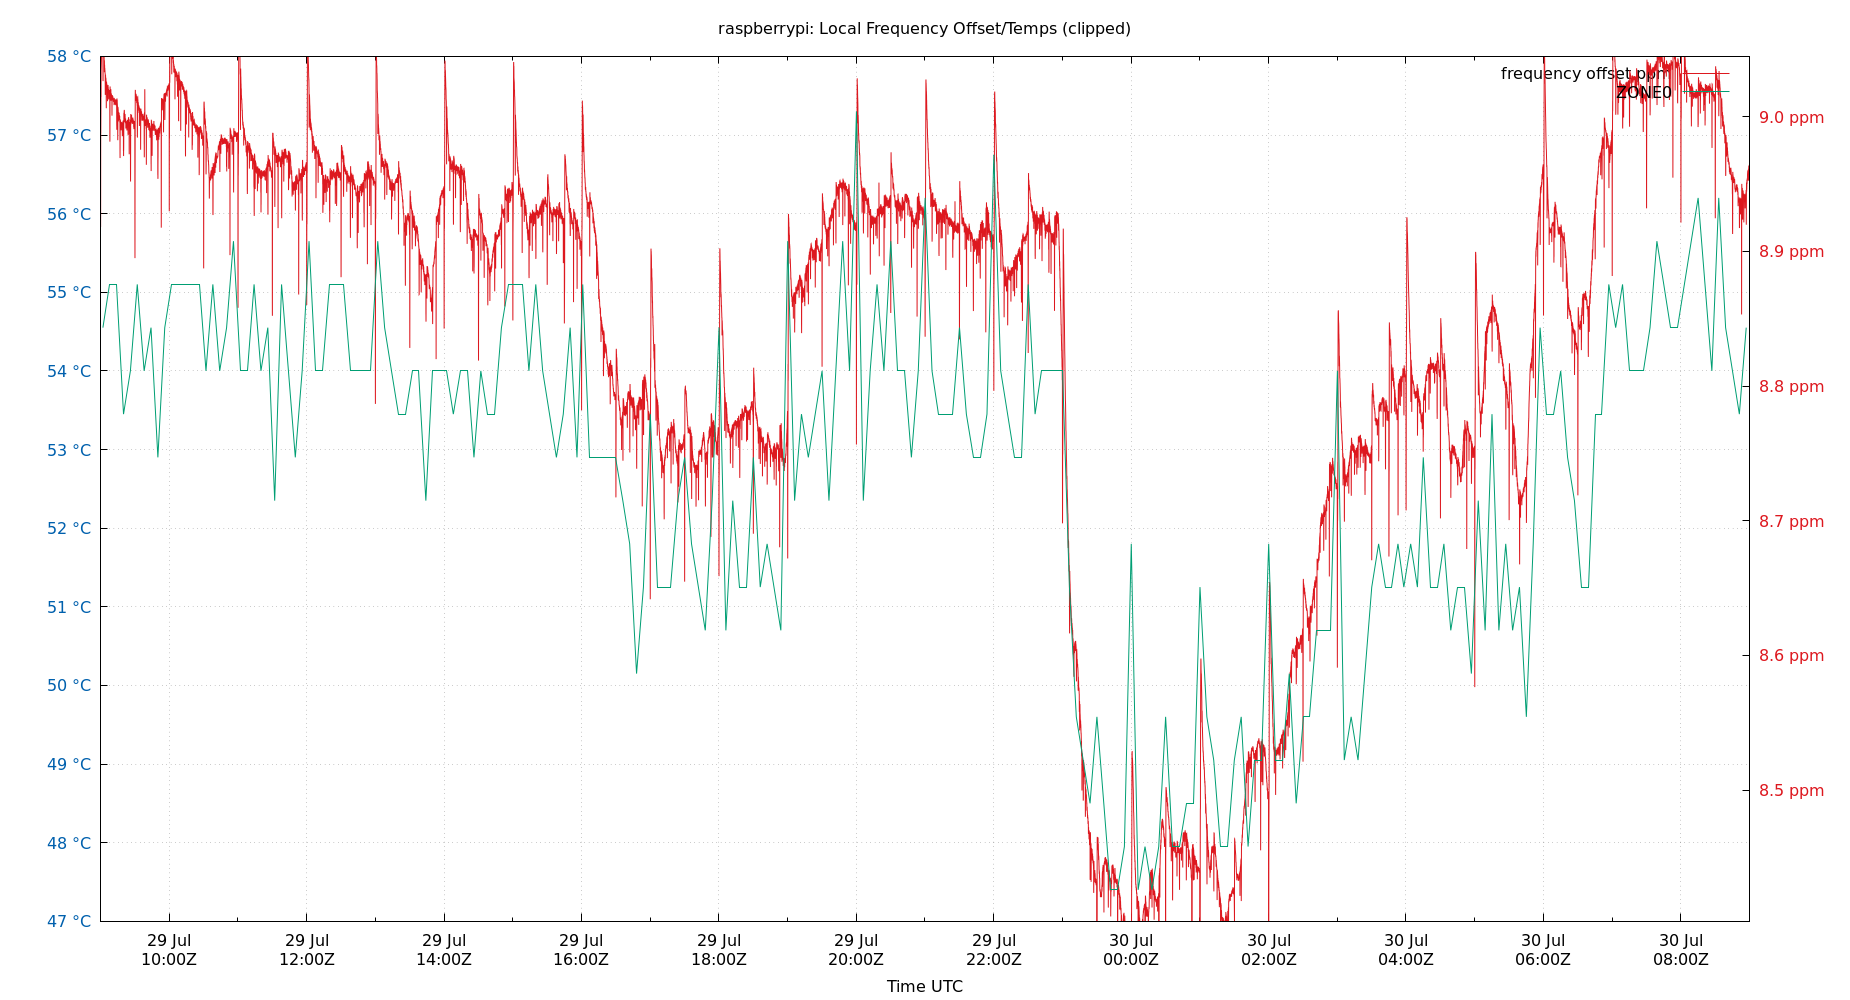 raspberrypi: Local Frequency Offset/Temps (clipped)
58 °C
57 °C
56 °C
55 °C
54 °C
53 °C
52 °C
51 °C
50 °C
49 °C
48 °C
47 °C
frequency offset ppm
ZONE0
9.0 ppm
8.9 ppm
8.8 ppm
8.7 ppm
8.6 ppm
8.5 ppm
29 Jul 29 Jul 29 Jul 29 Jul 29 Jul 29 Jul 29 Jul 30 Jul 30 Jul 30 Jul 30 Jul 30 Jul
10:00Z 12:00Z 14:00Z 16:00Z 18:00Z 20:00Z 22:00Z 00:00Z 02:00Z 04:00Z 06:00Z 08:00Z
Time UTC